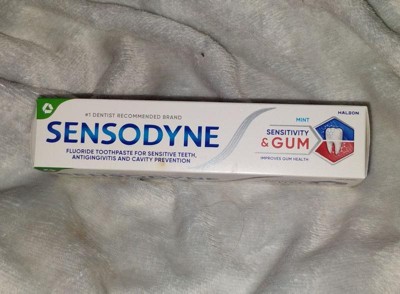 #1 DENTIST RECOMMENDED BRAND
SENSODYNE
FLUORIDE TOOTHPASTE FOR SENSITIVE TEETH,
ANTIGINGIVITIS AND CAVITY PREVENTION
HALEON
MINT
SENSITIVITY
& GUM
IMPROVES GUM HEALTH